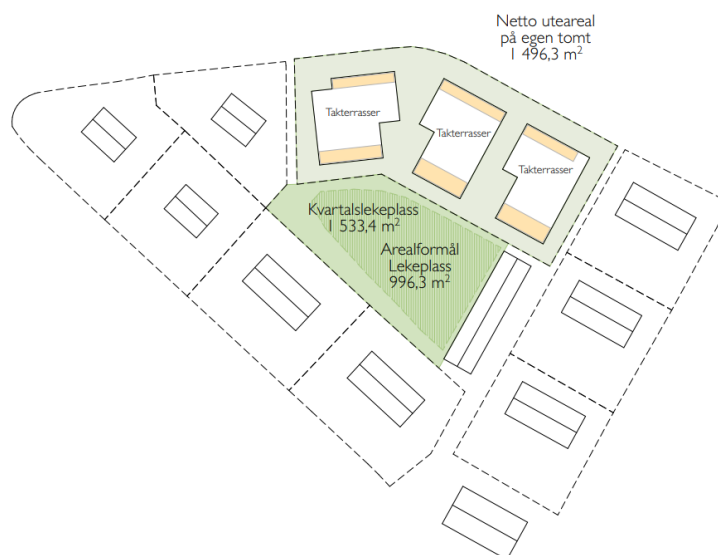 Netto uteareal
på egen tomt
1 496,3 m²
Takterrasser
Takterrasser
Takterrasser
Kvartalslekeplass
1 533,4 m²
Arealformål
Lekeplass
996,3 m²